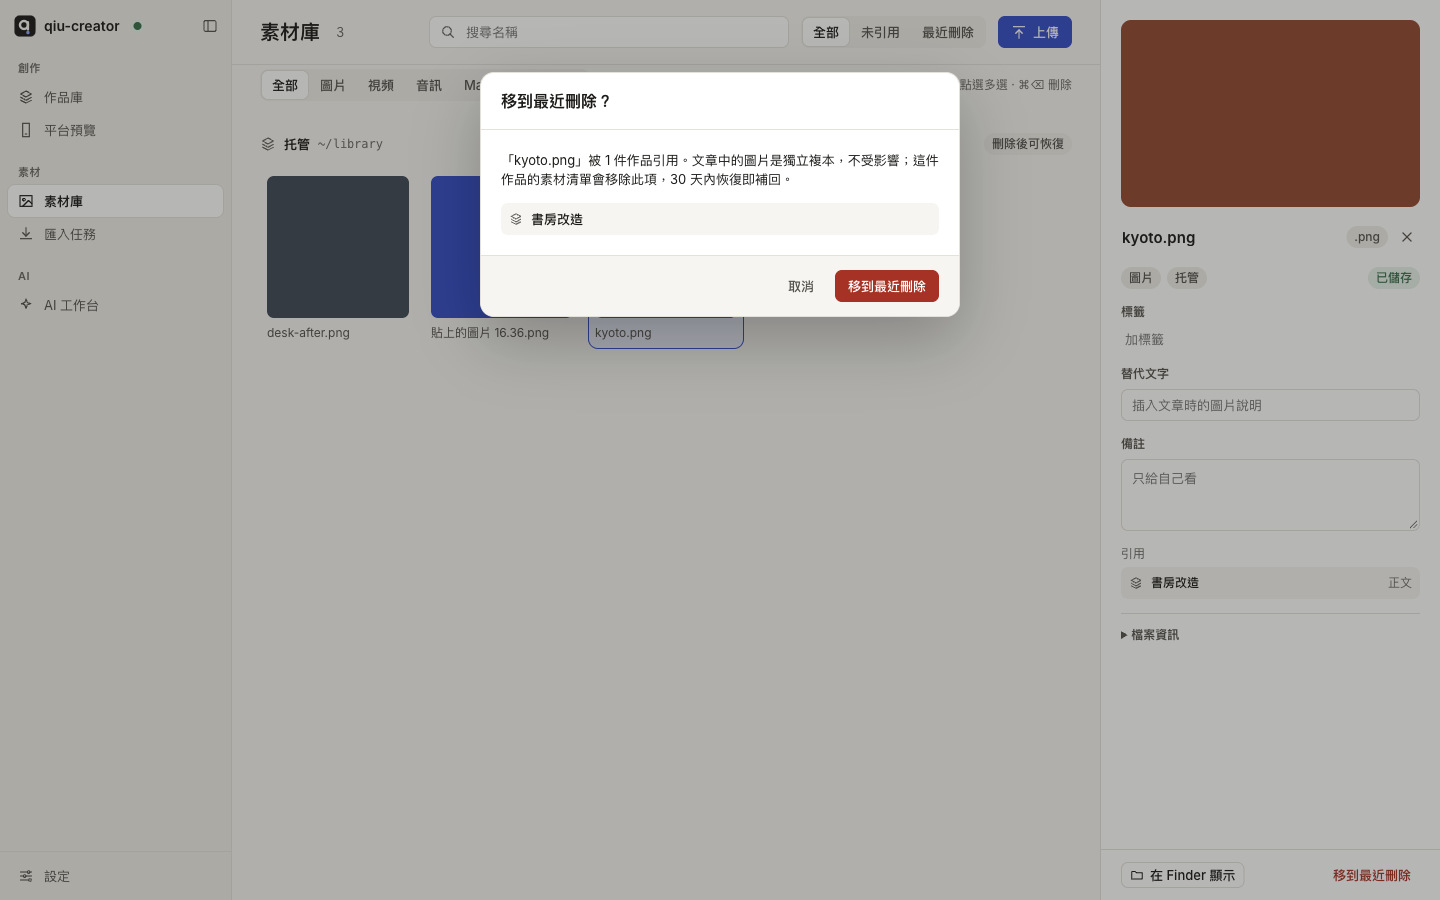 qiu-creator
創作
作品庫
平台預覽
素材
素材庫
匯入任務
AI
AI 工作台
設定
素材庫 3
搜尋名稱
全部 未引用 最近刪除
上傳
全部 圖片 視頻 音訊
點選多選 · ⌘⌫ 刪除
托管 ~/library
刪除後可恢復
desk-after.png
貼上的圖片 16.36.png
kyoto.png
移到最近刪除？
「kyoto.png」被 1 件作品引用。文章中的圖片是獨立複本，不受影響；這件
作品的素材清單會移除此項，30 天內恢復即補回。
書房改造
取消
移到最近刪除
kyoto.png
.png
圖片 托管
已儲存
標籤
加標籤
替代文字
插入文章時的圖片說明
備註
只給自己看
引用
書房改造 正文
檔案資訊
在 Finder 顯示
移到最近刪除